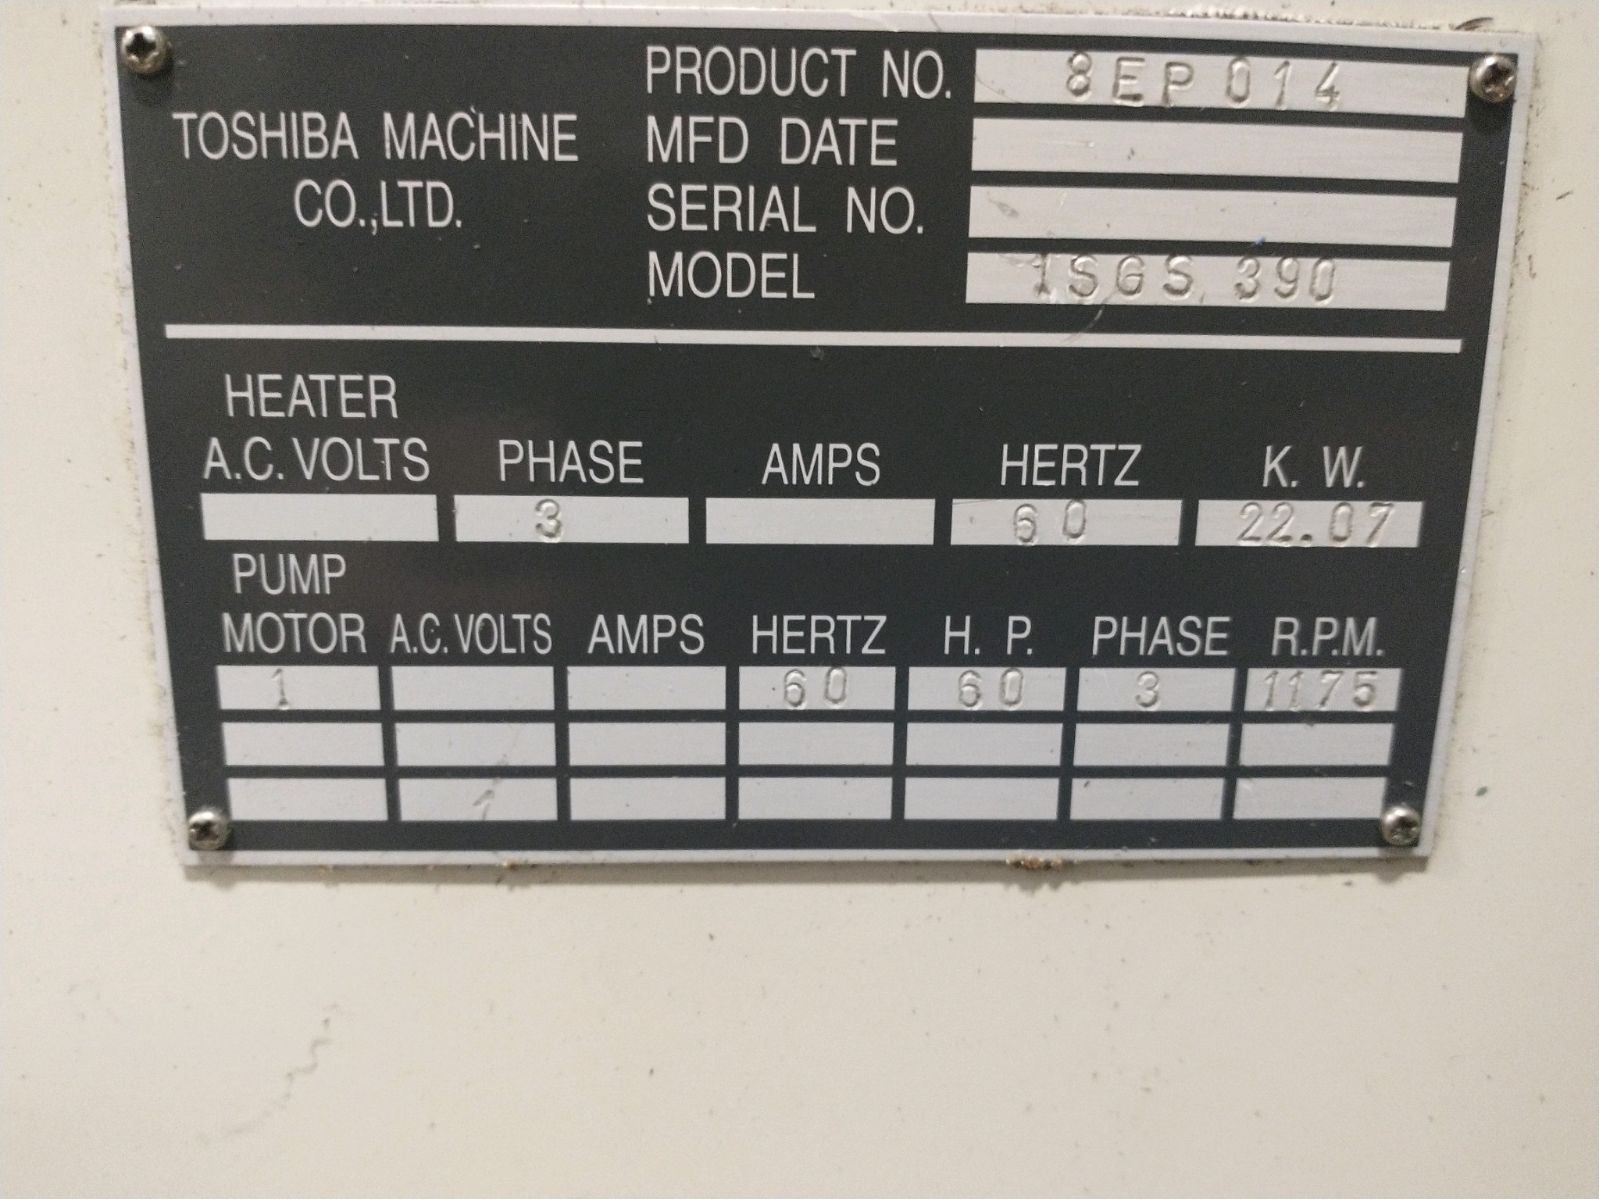 TOSHIBA MACHINE
CO.,LTD.
PRODUCT NO. 8EP014
MFD DATE
SERIAL NO.
MODEL ISGS 390
HEATER
A.C. VOLTS PHASE AMPS HERTZ K. W.
3 60 22.07
PUMP
MOTOR A.C. VOLTS AMPS HERTZ H. P. PHASE R.P.M.
1 60 60 3 1175